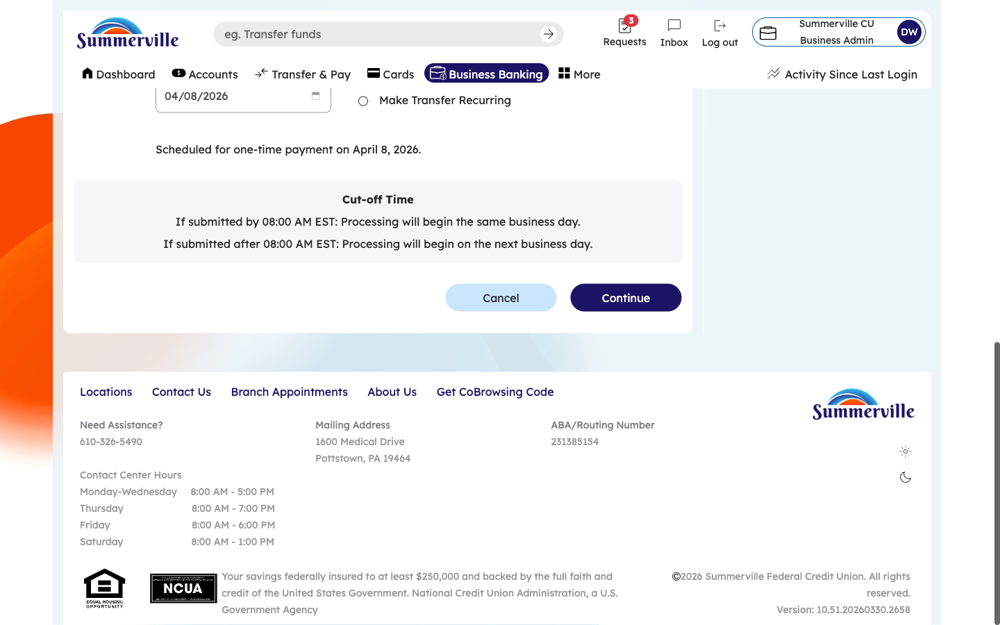 Summerville
eg. Transfer funds
3
Requests
Inbox
Log out
Summerville CU
Business Admin
DW
Dashboard
Accounts
Transfer & Pay
Cards
Business Banking
More
Activity Since Last Login
04/08/2026
Make Transfer Recurring
Scheduled for one-time payment on April 8, 2026.
Cut-off Time
If submitted by 08:00 AM EST: Processing will begin the same business day.
If submitted after 08:00 AM EST: Processing will begin on the next business day.
Cancel
Continue
Locations
Contact Us
Branch Appointments
About Us
Get CoBrowsing Code
Summerville
Need Assistance?
610-326-5490
Mailing Address
1600 Medical Drive
Pottstown, PA 19464
ABA/Routing Number
231385154
Contact Center Hours
Monday-Wednesday 8:00 AM - 5:00 PM
Thursday 8:00 AM - 7:00 PM
Friday 8:00 AM - 6:00 PM
Saturday 8:00 AM - 1:00 PM
EQUAL HOUSING
OPPORTUNITY
NCUA
Your savings federally insured to at least $250,000 and backed by the full faith and
credit of the United States Government. National Credit Union Administration, a U.S.
Government Agency
©2026 Summerville Federal Credit Union. All rights
reserved.
Version: 10.51.20260330.2658